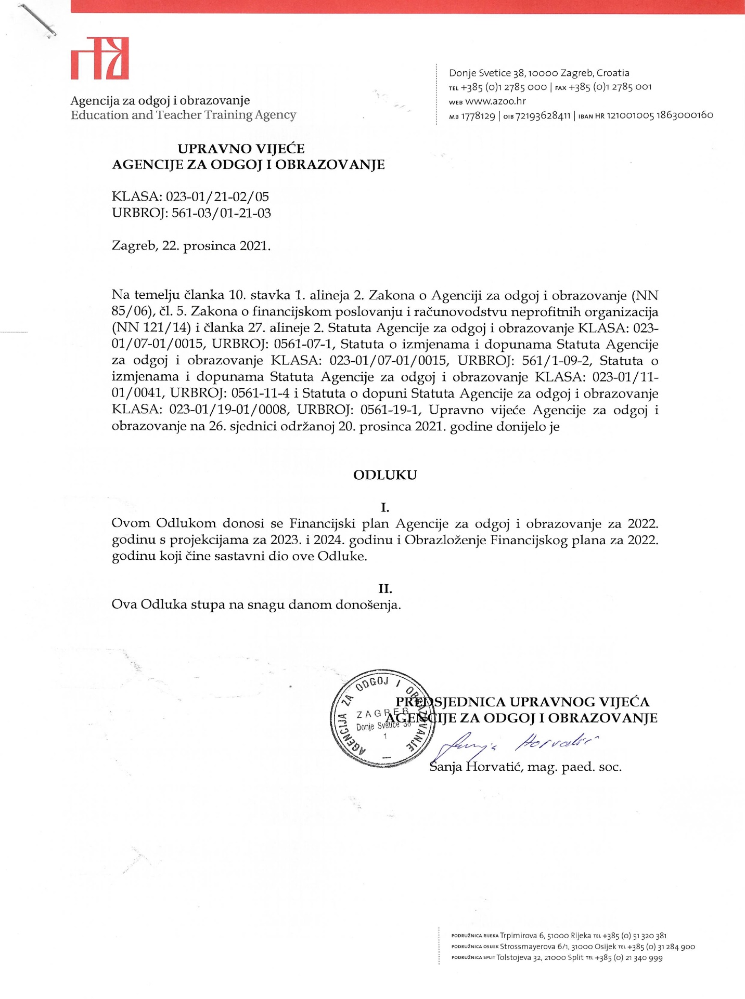 Agencija za odgoj i obrazovanje
Education and Teacher Training Agency
Donje Svetice 38, 10000 Zagreb, Croatia
TEL +385 (0)1 2785 000 | FAX +385 (0)1 2785 001
WEB www.azoo.hr
MB 1778129 | OIB 72193628411 | IBAN HR 121001005 1863000160
UPRAVNO VIJEĆE
AGENCIJE ZA ODGOJ I OBRAZOVANJE
KLASA: 023-01/21-02/05
URBROJ: 561-03/01-21-03
Zagreb, 22. prosinca 2021.
Na temelju članka 10. stavka 1. alineja 2. Zakona o Agenciji za odgoj i obrazovanje (NN
85/06), čl. 5. Zakona o financijskom poslovanju i računovodstvu neprofitnih organizacija
(NN 121/14) i članka 27. alineje 2. Statuta Agencije za odgoj i obrazovanje KLASA: 023-
01/07-01/0015, URBROJ: 0561-07-1, Statuta o izmjenama i dopunama Statuta Agencije
za odgoj i obrazovanje KLASA: 023-01/07-01/0015, URBROJ: 561/1-09-2, Statuta o
izmjenama i dopunama Statuta Agencije za odgoj i obrazovanje KLASA: 023-01/11-
01/0041, URBROJ: 0561-11-4 i Statuta o dopuni Statuta Agencije za odgoj i obrazovanje
KLASA: 023-01/19-01/0008, URBROJ: 0561-19-1, Upravno vijeće Agencije za odgoj i
obrazovanje na 26. sjednici održanoj 20. prosinca 2021. godine donijelo je
ODLUKU
I.
Ovom Odlukom donosi se Financijski plan Agencije za odgoj i obrazovanje za 2022.
godinu s projekcijama za 2023. i 2024. godinu i Obrazloženje Financijskog plana za 2022.
godinu koji čine sastavni dio ove Odluke.
II.
Ova Odluka stupa na snagu danom donošenja.
AGENCIJA ZA ODGOJ I OBRAZOVANJE
ZAGREB
Donje Svetice 38
1
PREDSJEDNICA UPRAVNOG VIJEĆA
AGENCIJE ZA ODGOJ I OBRAZOVANJE
Sanja Horvatić
Sanja Horvatić, mag. paed. soc.
PODRUŽNICA RIJEKA Trpimirova 6, 51000 Rijeka TEL +385 (0) 51 320 381
PODRUŽNICA OSIJEK Strossmayerova 6/1, 31000 Osijek TEL +385 (0) 31 284 900
PODRUŽNICA SPLIT Tolstojeva 32, 21000 Split TEL +385 (0) 21 340 999